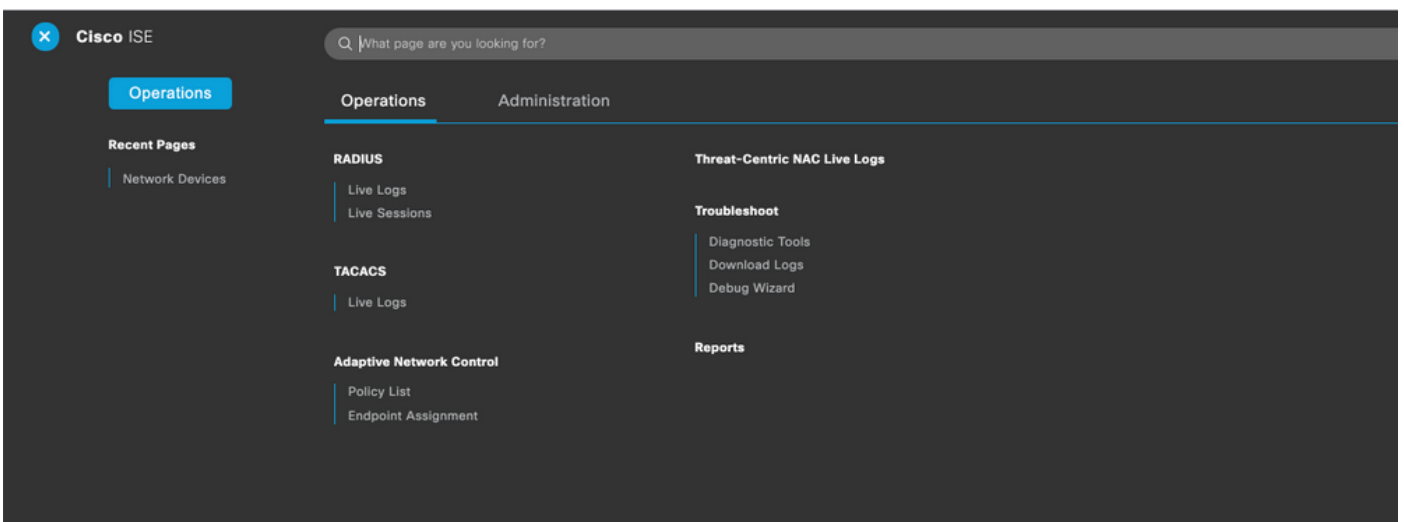 Cisco ISE
What page are you looking for?
Operations
Recent Pages
Network Devices
Operations
Administration
RADIUS
Live Logs
Live Sessions
TACACS
Live Logs
Adaptive Network Control
Policy List
Endpoint Assignment
Threat-Centric NAC Live Logs
Troubleshoot
Diagnostic Tools
Download Logs
Debug Wizard
Reports